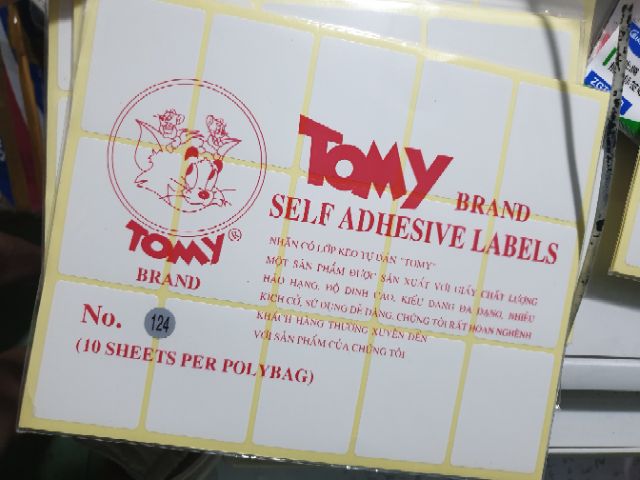 TOMY
BRAND
SELF ADHESIVE LABELS
NHÃN CÓ LỚP KEO TỰ DÁN "TOMY"
MỘT SẢN PHẨM ĐƯỢC SẢN XUẤT VỚI GIẤY CHẤT LƯỢNG
HẢO HẠNG, ĐỘ DINH CAO, KIỂU DÁNG ĐA DẠNG, NHIỀU
KÍCH CỠ, SỬ DỤNG DỄ DÀNG, CHÚNG TÔI RẤT HOAN NGHÊNH
KHÁCH HÀNG THƯỜNG XUYÊN ĐẾN
VỚI SẢN PHẨM CỦA CHÚNG TÔI
TOMY ®
BRAND
No. 124
(10 SHEETS PER POLYBAG)